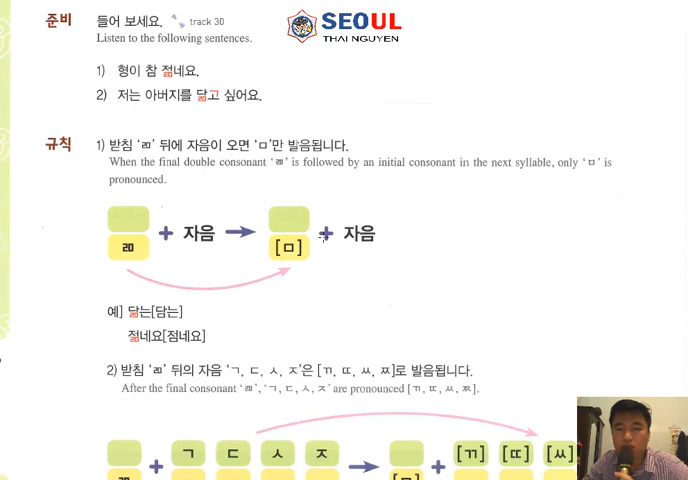 준비
들어 보세요. track 30
Listen to the following sentences.
SEOUL
THAI NGUYEN
1) 형이 참 젊네요.
2) 저는 아버지를 닮고 싶어요.
규칙
1) 받침 ‘ㄻ’ 뒤에 자음이 오면 ‘ㅁ’만 발음됩니다.
When the final double consonant ‘ㄻ’ is followed by an initial consonant in the next syllable, only ‘ㅁ’ is
pronounced.
ㄻ + 자음 → [ㅁ] + 자음
예] 닮는[담는]
젊네요[점네요]
2) 받침 ‘ㄻ’ 뒤의 자음 ‘ㄱ, ㄷ, ㅅ, ㅈ’은 [ㄲ, ㄸ, ㅆ, ㅉ]로 발음됩니다.
After the final consonant ‘ㄻ’, ‘ㄱ, ㄷ, ㅅ, ㅈ’ are pronounced [ㄲ, ㄸ, ㅆ, ㅉ].
+ ㄱ ㄷ ㅅ ㅈ → + [ㄲ] [ㄸ] [ㅆ]